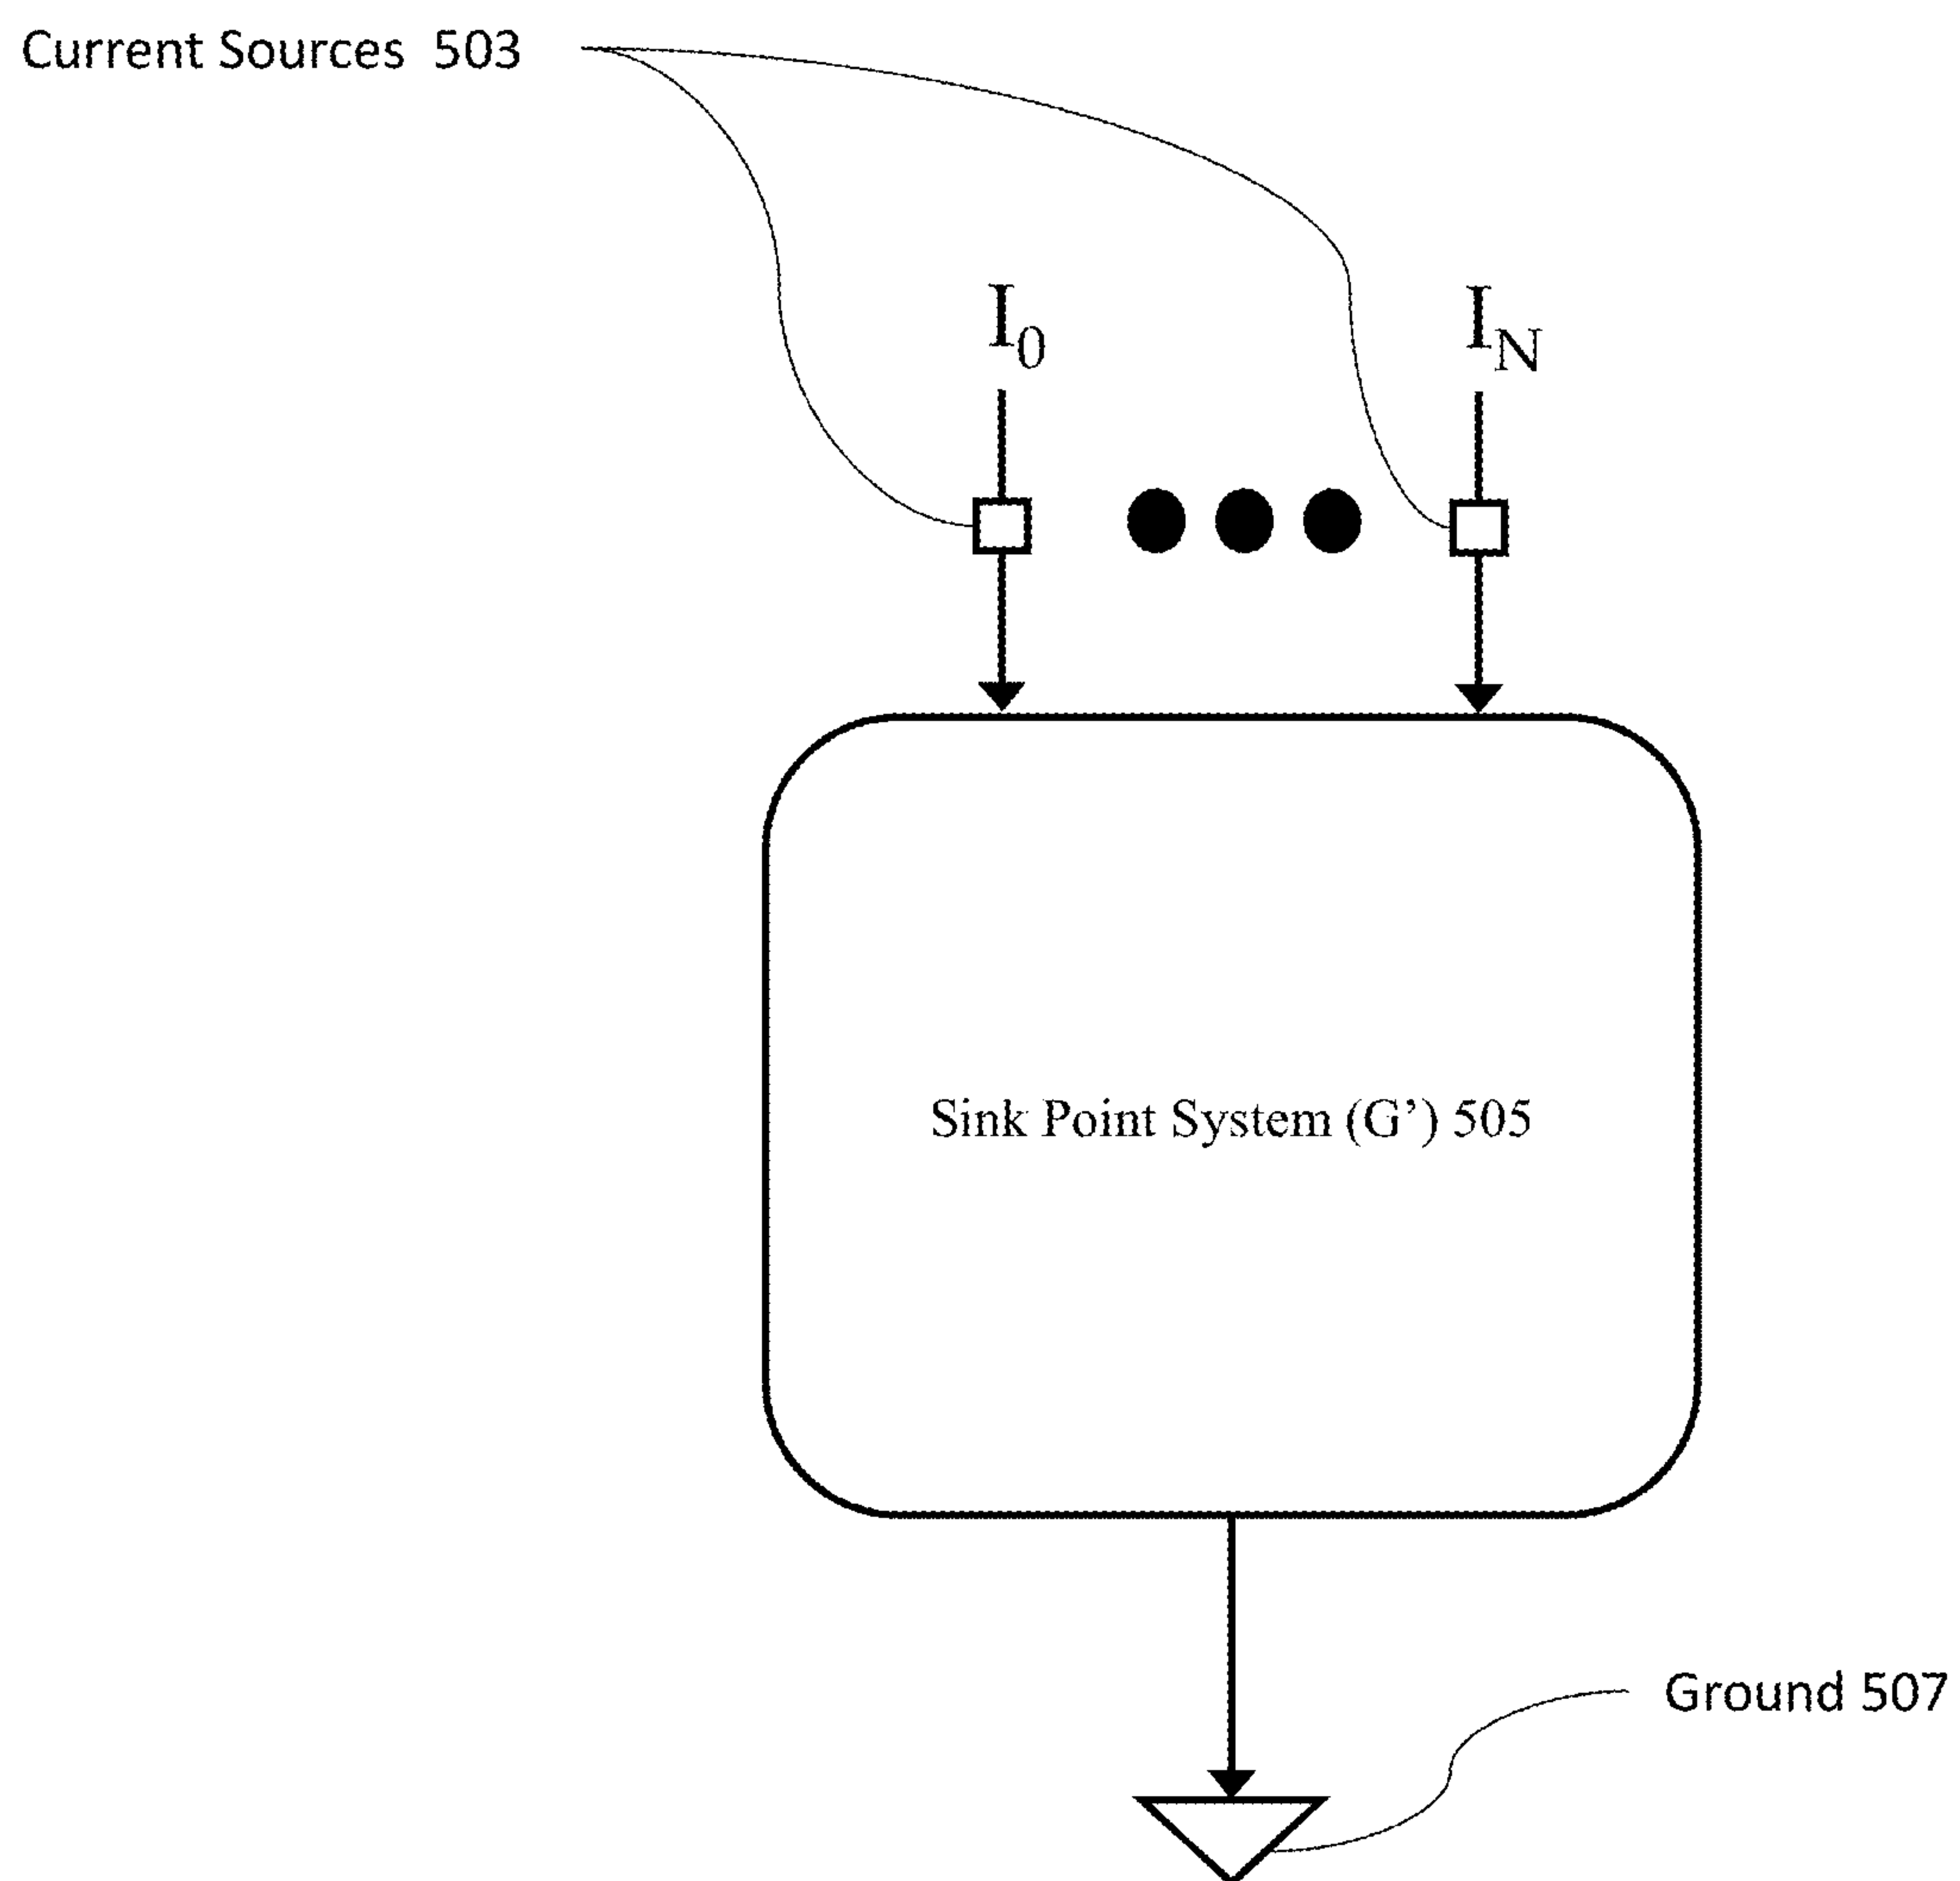 Current Sources 503
I0 IN
Sink Point System (G’) 505
Ground 507